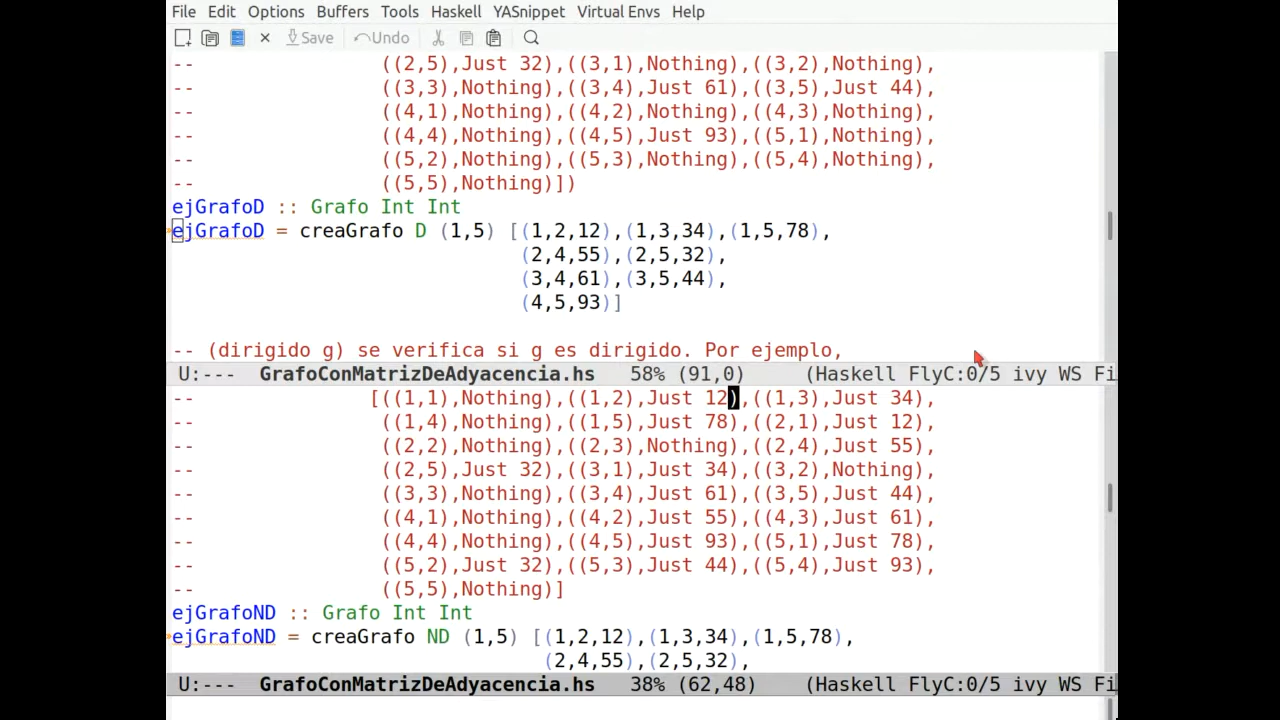 File Edit Options Buffers Tools Haskell YASnippet Virtual Envs Help
Save Undo
-- ((2,5),Just 32),((3,1),Nothing),((3,2),Nothing),
-- ((3,3),Nothing),((3,4),Just 61),((3,5),Just 44),
-- ((4,1),Nothing),((4,2),Nothing),((4,3),Nothing),
-- ((4,4),Nothing),((4,5),Just 93),((5,1),Nothing),
-- ((5,2),Nothing),((5,3),Nothing),((5,4),Nothing),
-- ((5,5),Nothing)])
ejGrafoD :: Grafo Int Int
ejGrafoD = creaGrafo D (1,5) [(1,2,12),(1,3,34),(1,5,78),
(2,4,55),(2,5,32),
(3,4,61),(3,5,44),
(4,5,93)]
-- (dirigido g) se verifica si g es dirigido. Por ejemplo,
U:--- GrafoConMatrizDeAdyacencia.hs 58% (91,0) (Haskell FlyC:0/5 ivy WS Fi
-- [((1,1),Nothing),((1,2),Just 12),((1,3),Just 34),
-- ((1,4),Nothing),((1,5),Just 78),((2,1),Just 12),
-- ((2,2),Nothing),((2,3),Nothing),((2,4),Just 55),
-- ((2,5),Just 32),((3,1),Just 34),((3,2),Nothing),
-- ((3,3),Nothing),((3,4),Just 61),((3,5),Just 44),
-- ((4,1),Nothing),((4,2),Just 55),((4,3),Just 61),
-- ((4,4),Nothing),((4,5),Just 93),((5,1),Just 78),
-- ((5,2),Just 32),((5,3),Just 44),((5,4),Just 93),
-- ((5,5),Nothing)]
ejGrafoND :: Grafo Int Int
ejGrafoND = creaGrafo ND (1,5) [(1,2,12),(1,3,34),(1,5,78),
(2,4,55),(2,5,32),
U:--- GrafoConMatrizDeAdyacencia.hs 38% (62,48) (Haskell FlyC:0/5 ivy WS Fi